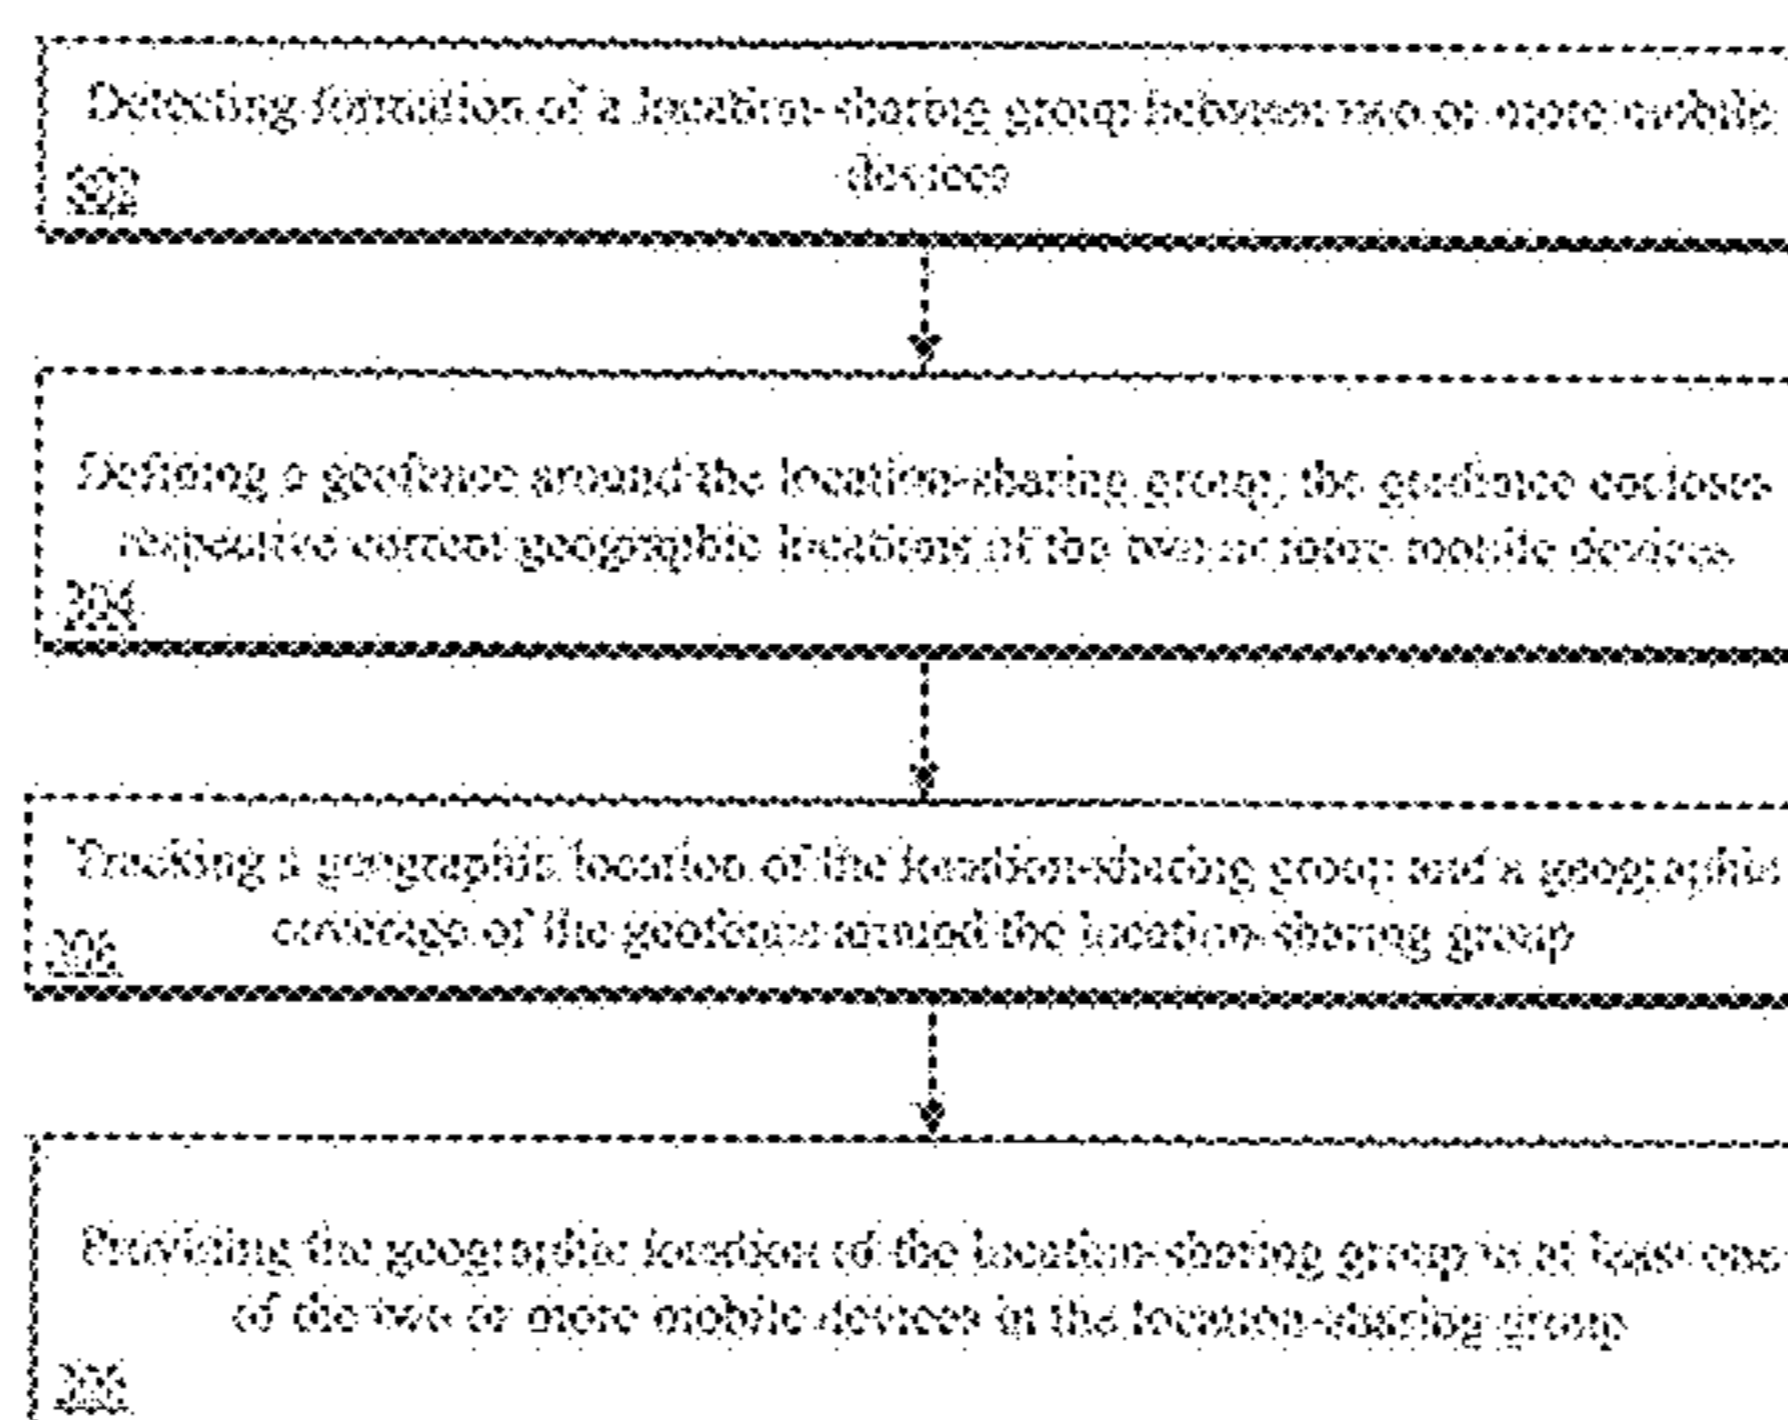 Detecting formation of a location-sharing group between two or more mobile
devices
Defining a geofence around the location-sharing group, the geofence encloses
respective current geographic locations of the two or more mobile devices
Tracking a geographic location of the location-sharing group and a geographic
coverage of the geofence around the location-sharing group
Providing the geographic location of the location-sharing group to at least one
of the two or more mobile devices in the location-sharing group